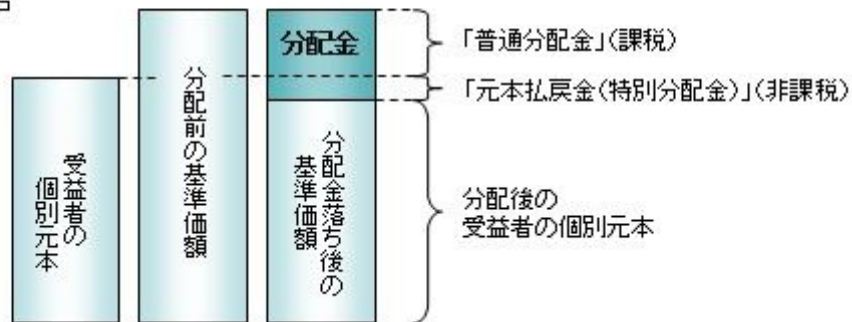 受益者の
個別元本
分配前の基準価額
分配金
分配金落ち後の
基準価額
「普通分配金」(課税)
「元本払戻金(特別分配金)」(非課税)
分配後の
受益者の個別元本